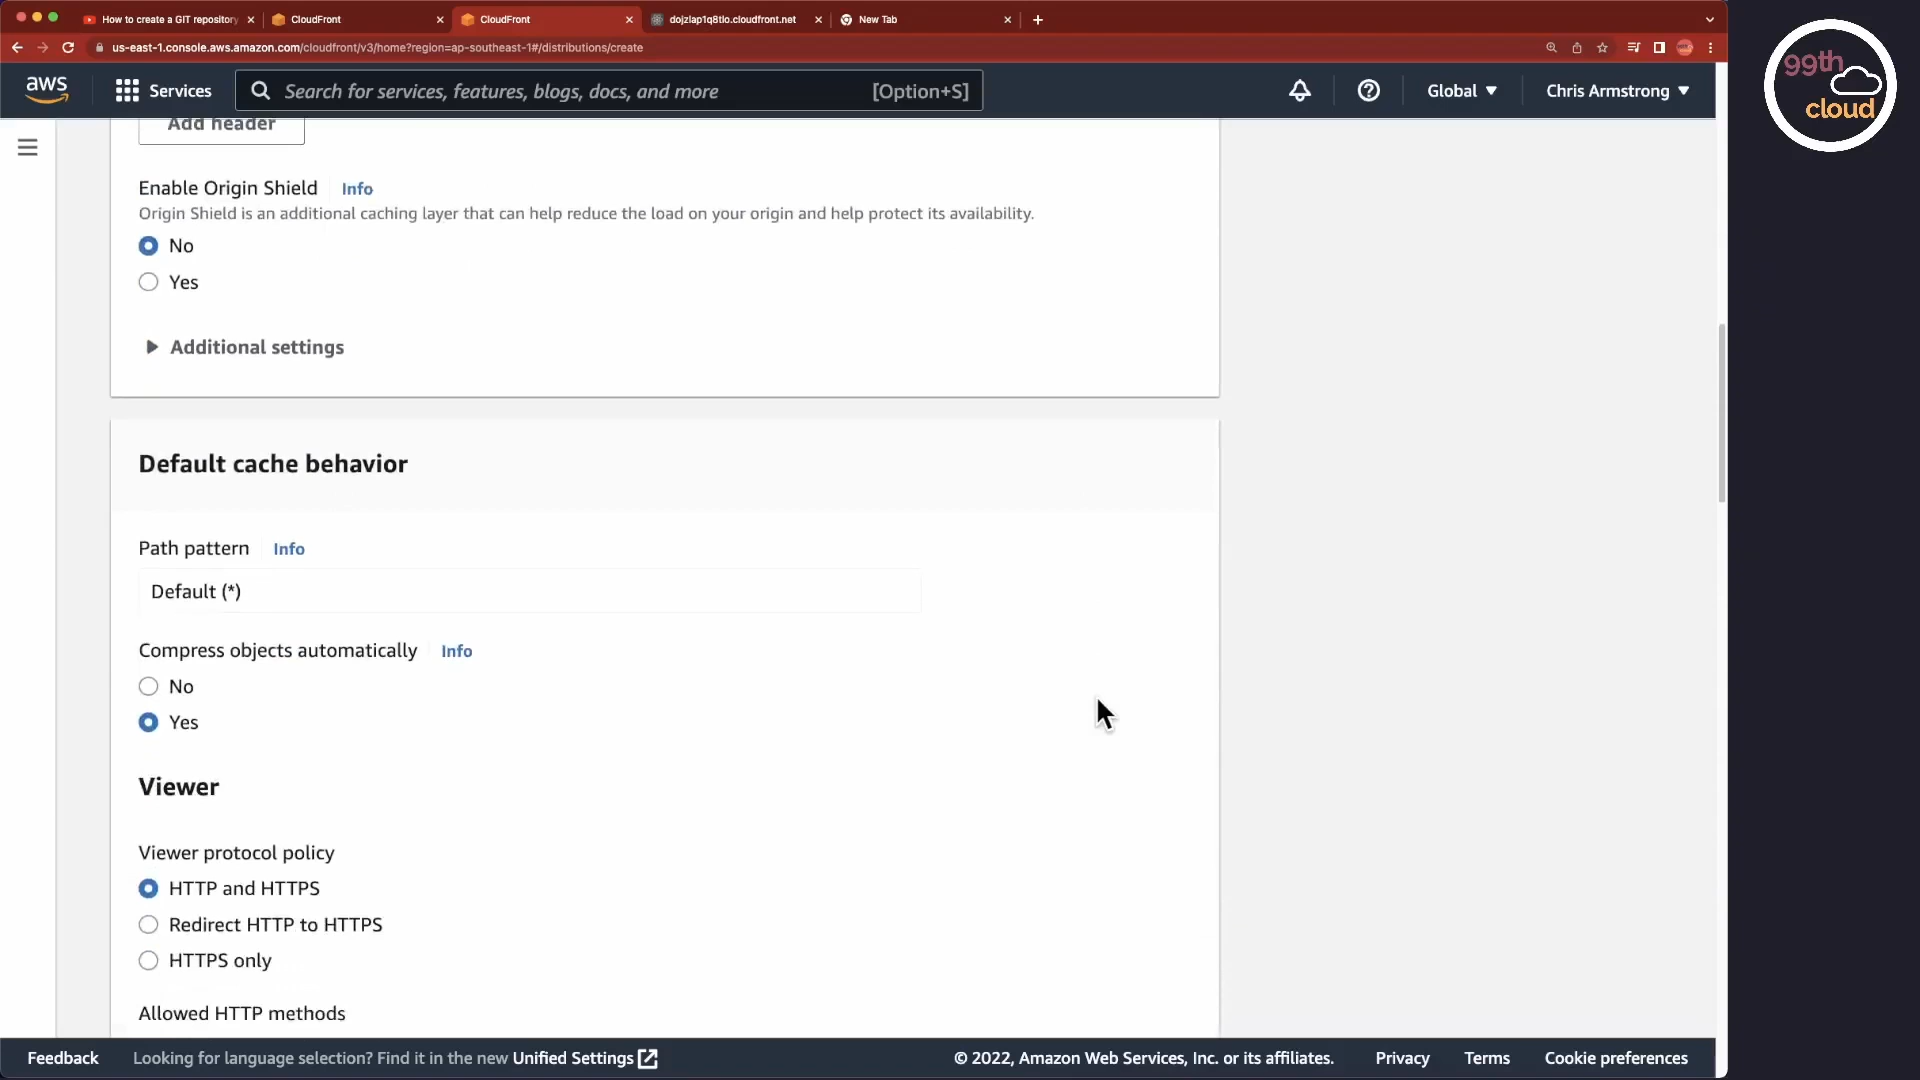 How to create a GIT repository
CloudFront
CloudFront
dojzlap1q8tlo.cloudfront.net
New Tab
us-east-1.console.aws.amazon.com/cloudfront/v3/home?region=ap-southeast-1#/distributions/create
aws
Services
Search for services, features, blogs, docs, and more
[Option+S]
Global
Chris Armstrong
99th
cloud
Add header
Enable Origin Shield
Info
Origin Shield is an additional caching layer that can help reduce the load on your origin and help protect its availability.
No
Yes
Additional settings
Default cache behavior
Path pattern
Info
Default (*)
Compress objects automatically
Info
No
Yes
Viewer
Viewer protocol policy
HTTP and HTTPS
Redirect HTTP to HTTPS
HTTPS only
Allowed HTTP methods
Feedback
Looking for language selection? Find it in the new Unified Settings
© 2022, Amazon Web Services, Inc. or its affiliates.
Privacy
Terms
Cookie preferences